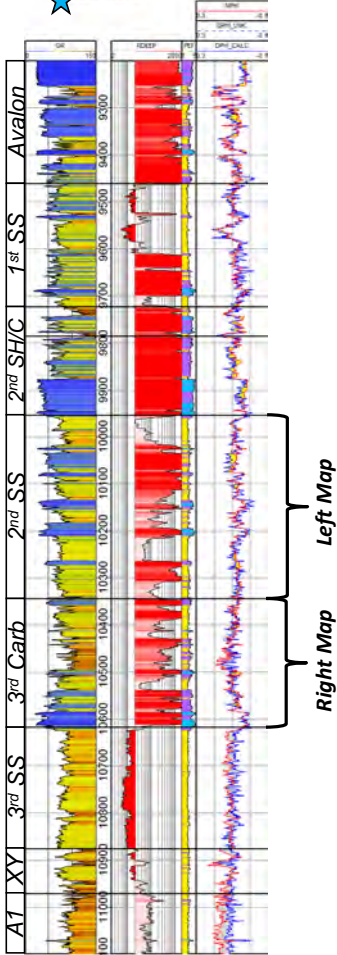 Avalon
1st SS
2nd SH/C
2nd SS
3rd Carb
3rd SS
XY
A1
GR
RDEEP
PEF
NPHI
9300
9400
9500
9600
9700
9800
9900
10000
10100
10200
10300
10400
10500
10600
10700
10800
10900
11000
Left Map
Right Map